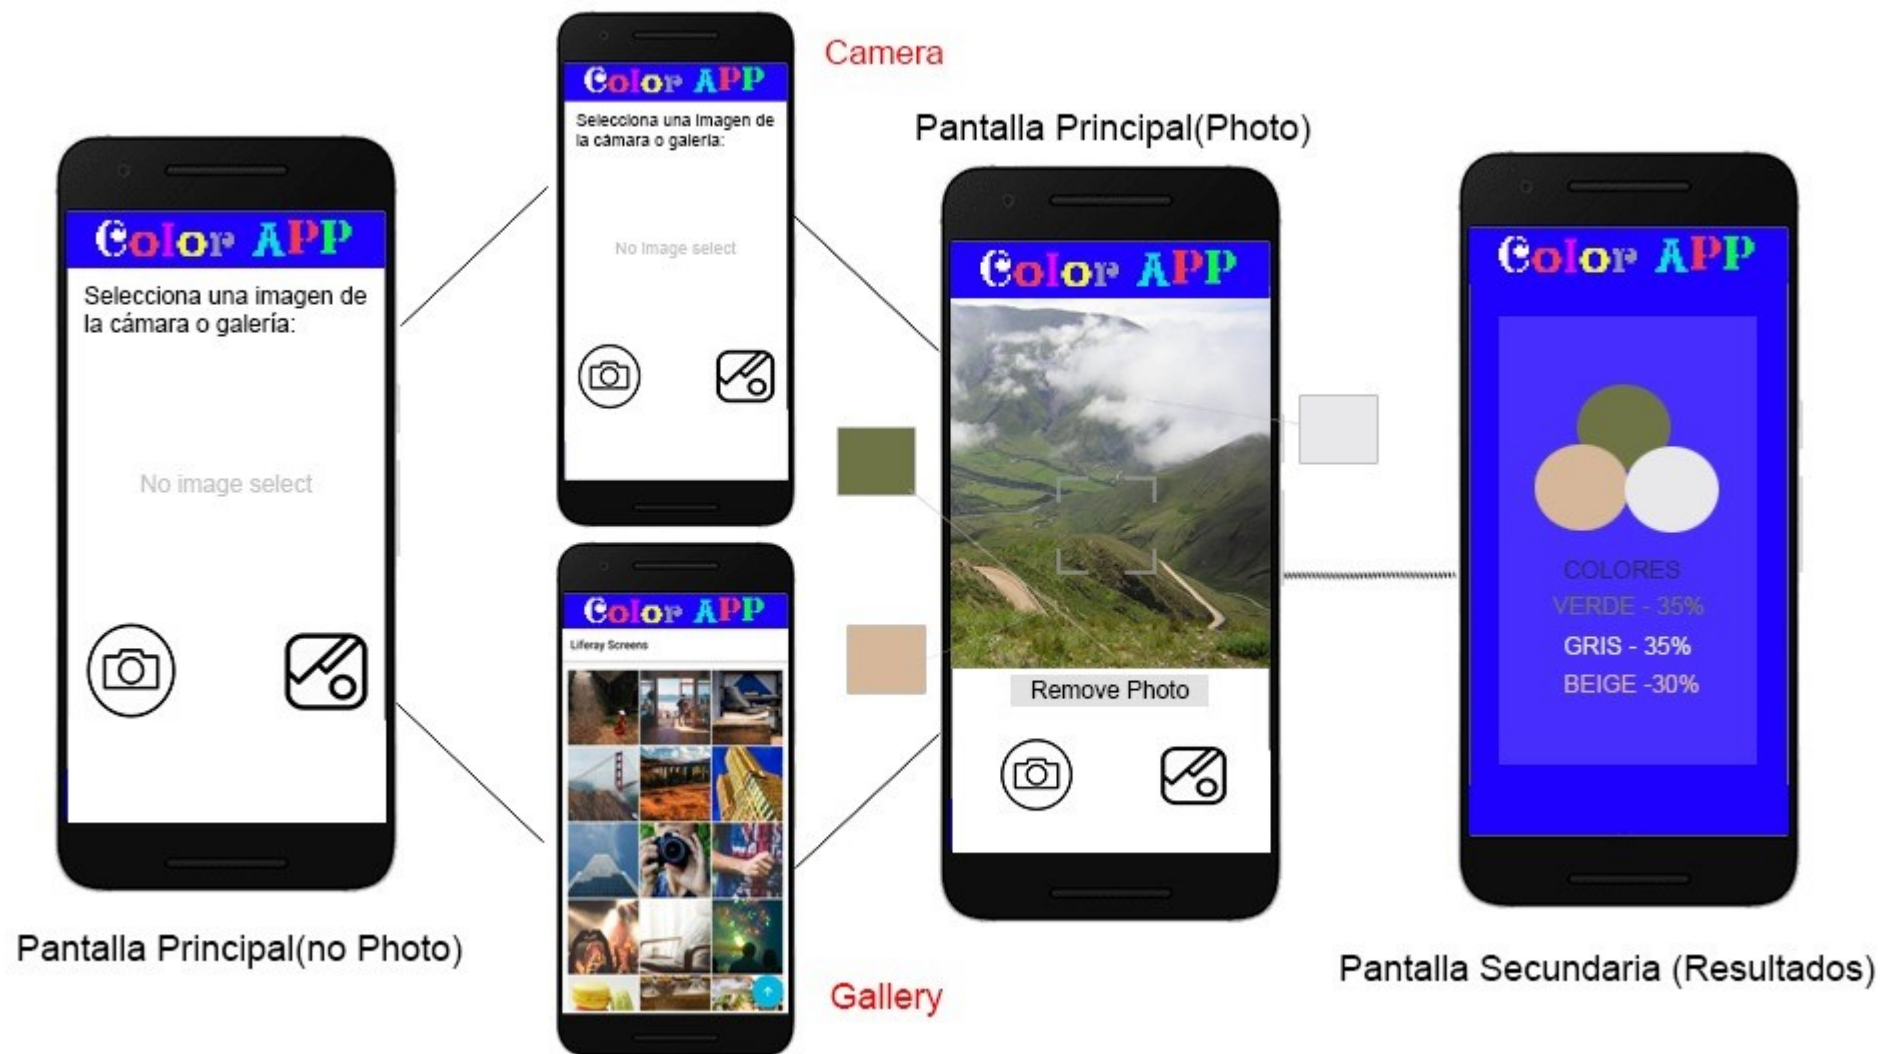 Color APP
Selecciona una imagen de
la cámara o galería:
No image select
Pantalla Principal(no Photo)
Camera
Color APP
Selecciona una imagen de
la cámara o galería:
No image select
Color APP
Liferay Screens
Gallery
Pantalla Principal(Photo)
Color APP
Remove Photo
Color APP
COLORES
VERDE - 35%
GRIS - 35%
BEIGE -30%
Pantalla Secundaria (Resultados)